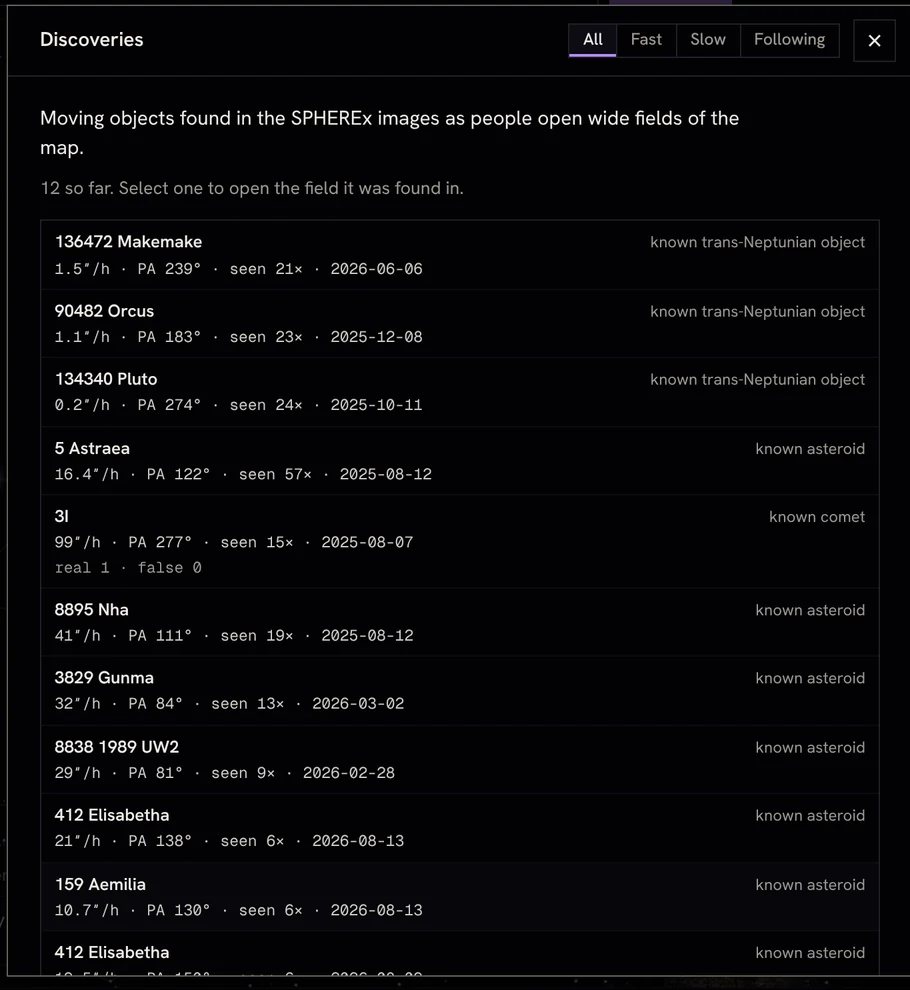 Discoveries
All
Fast
Slow
Following
×
Moving objects found in the SPHEREx images as people open wide fields of the
map.
12 so far. Select one to open the field it was found in.
136472 Makemake
known trans-Neptunian object
1.5″/h · PA 239° · seen 21× · 2026-06-06
90482 Orcus
known trans-Neptunian object
1.1″/h · PA 183° · seen 23× · 2025-12-08
134340 Pluto
known trans-Neptunian object
0.2″/h · PA 274° · seen 24× · 2025-10-11
5 Astraea
known asteroid
16.4″/h · PA 122° · seen 57× · 2025-08-12
3I
known comet
99″/h · PA 277° · seen 15× · 2025-08-07
real 1 · false 0
8895 Nha
known asteroid
41″/h · PA 111° · seen 19× · 2025-08-12
3829 Gunma
known asteroid
32″/h · PA 84° · seen 13× · 2026-03-02
8838 1989 UW2
known asteroid
29″/h · PA 81° · seen 9× · 2026-02-28
412 Elisabetha
known asteroid
21″/h · PA 138° · seen 6× · 2026-08-13
159 Aemilia
known asteroid
10.7″/h · PA 130° · seen 6× · 2026-08-13
412 Elisabetha
known asteroid